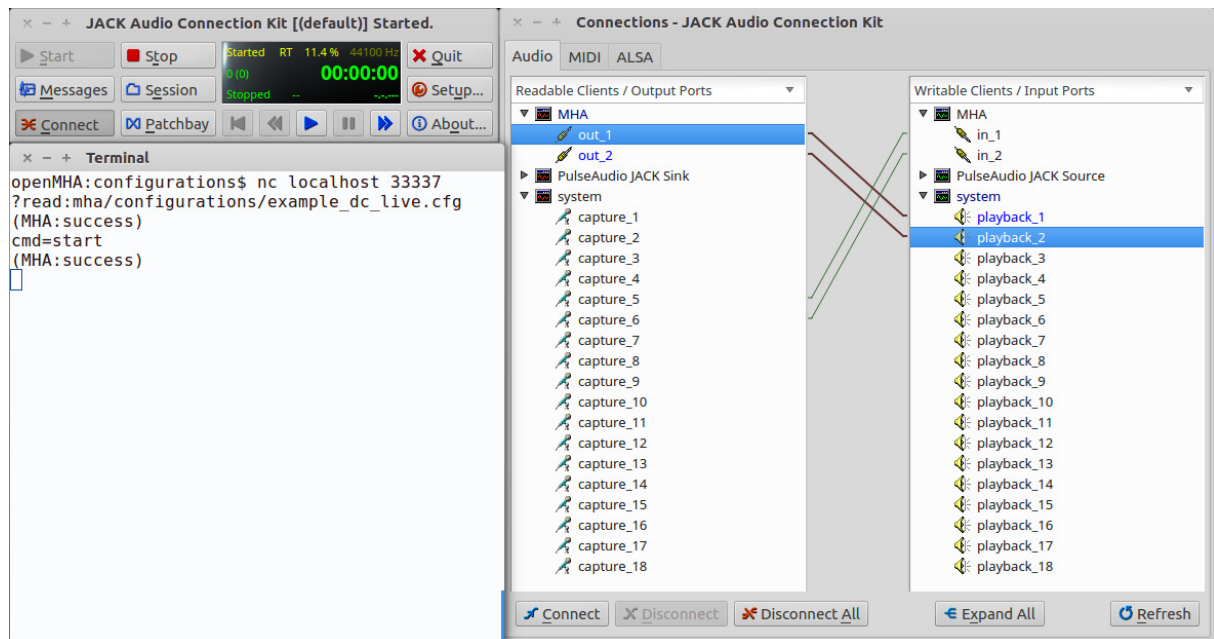 JACK Audio Connection Kit [(default)] Started.
Start
Stop
Started RT 11.4 % 44100 Hz
0 (0) 00:00:00
Stopped -- -.-.---
Quit
Messages
Session
Setup...
Connect
Patchbay
About...
Terminal
openMHA:configurations$ nc localhost 33337
?read:mha/configurations/example_dc_live.cfg
(MHA:success)
cmd=start
(MHA:success)
Connections - JACK Audio Connection Kit
Audio MIDI ALSA
Readable Clients / Output Ports
MHA
out_1
out_2
PulseAudio JACK Sink
system
capture_1
capture_2
capture_3
capture_4
capture_5
capture_6
capture_7
capture_8
capture_9
capture_10
capture_11
capture_12
capture_13
capture_14
capture_15
capture_16
capture_17
capture_18
Writable Clients / Input Ports
MHA
in_1
in_2
PulseAudio JACK Source
system
playback_1
playback_2
playback_3
playback_4
playback_5
playback_6
playback_7
playback_8
playback_9
playback_10
playback_11
playback_12
playback_13
playback_14
playback_15
playback_16
playback_17
playback_18
Connect
Disconnect
Disconnect All
Expand All
Refresh